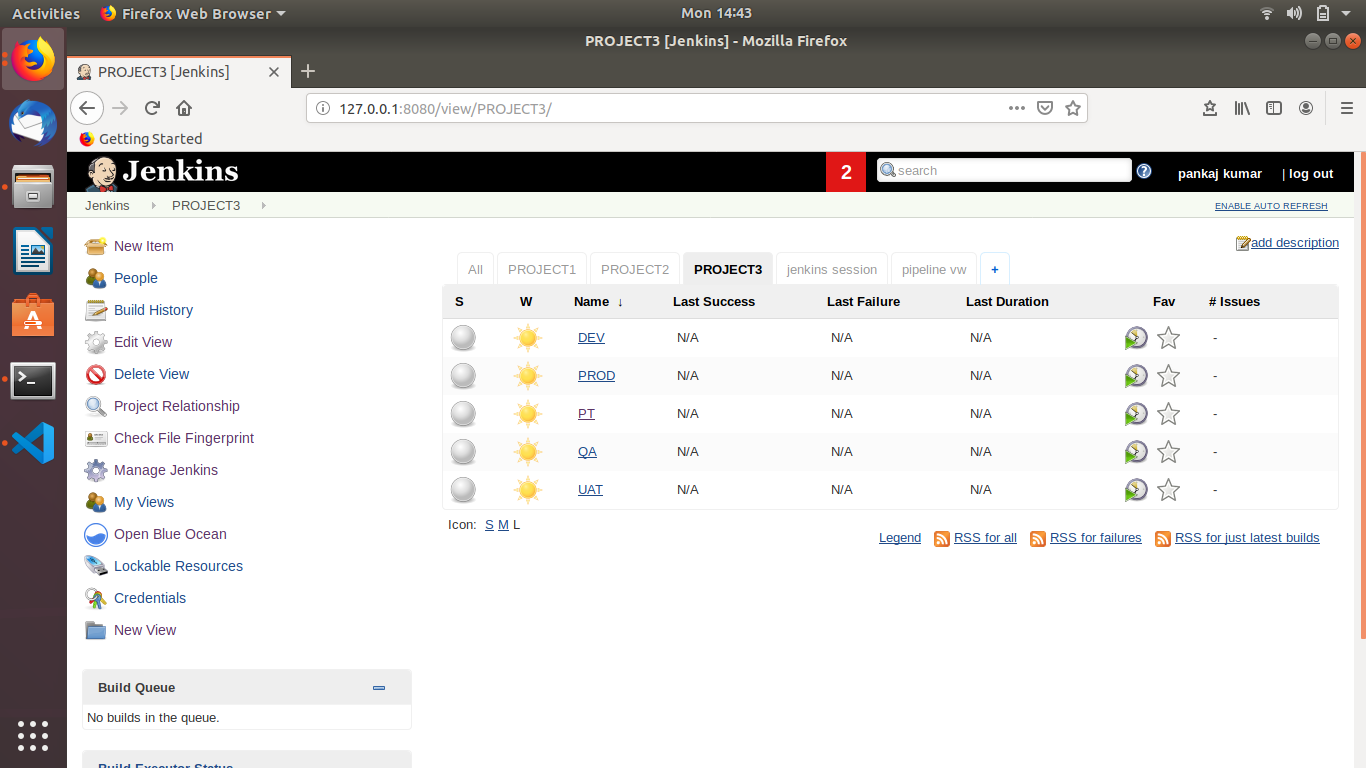 Activities Firefox Web Browser Mon 14:43
PROJECT3 [Jenkins] - Mozilla Firefox
PROJECT3 [Jenkins]
127.0.0.1:8080/view/PROJECT3/
Getting Started
Jenkins 2 search pankaj kumar | log out
Jenkins PROJECT3 ENABLE AUTO REFRESH
add description
New Item
People
Build History
Edit View
Delete View
Project Relationship
Check File Fingerprint
Manage Jenkins
My Views
Open Blue Ocean
Lockable Resources
Credentials
New View
Build Queue
No builds in the queue.
Build Executor Status
All PROJECT1 PROJECT2 PROJECT3 jenkins session pipeline vw +
S W Name ↓ Last Success Last Failure Last Duration Fav # Issues
DEV N/A N/A N/A -
PROD N/A N/A N/A -
PT N/A N/A N/A -
QA N/A N/A N/A -
UAT N/A N/A N/A -
Icon: S M L
Legend RSS for all RSS for failures RSS for just latest builds